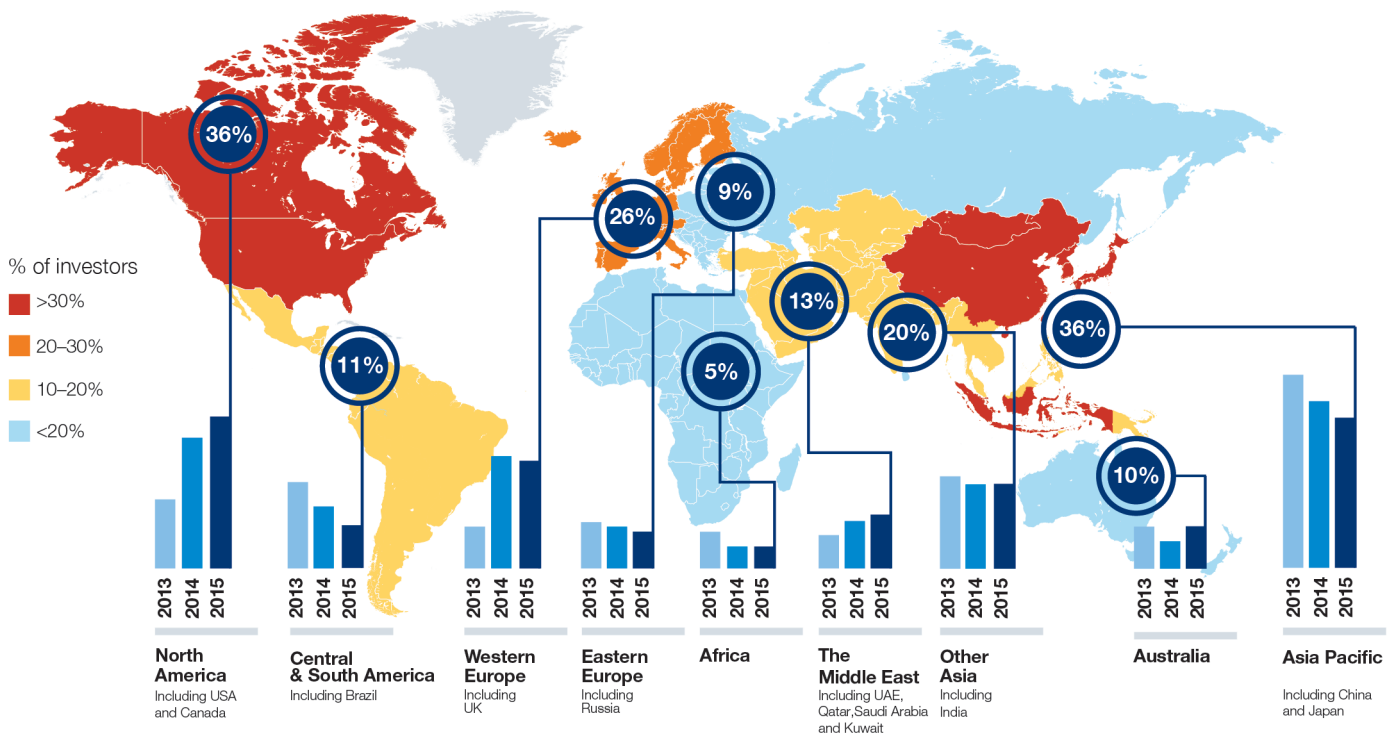 36%
26%
9%
13%
20%
36%
11%
5%
10%
% of investors
>30%
20–30%
10–20%
<20%
2013
2014
2015
2013
2014
2015
2013
2014
2015
2013
2014
2015
2013
2014
2015
2013
2014
2015
2013
2014
2015
2013
2014
2015
2013
2014
2015
North
America
Including USA
and Canada
Central
& South America
Including Brazil
Western
Europe
Including
UK
Eastern
Europe
Including
Russia
Africa
The
Middle East
Including UAE,
Qatar,Saudi Arabia
and Kuwait
Other
Asia
Including
India
Australia
Asia Pacific
Including China
and Japan